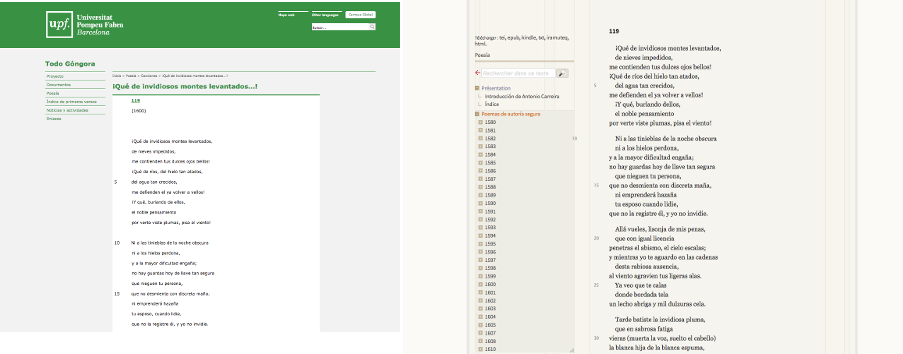 upf.
Universitat
Pompeu Fabra
Barcelona
Mapa web
Other languages
Campus Global
Buscar...
Todo Góngora
Proyecto
Documentos
Poesía
Índice de primeros versos
Noticias y actividades
Enlaces
Inicio > Poesía > Canciones > ¡Qué de invidiosos montes levantados...!
¡Qué de invidiosos montes levantados...!
119
(1600)
¡Qué de invidiosos montes levantados,
de nieves impedidos,
me contienden tus dulces ojos bellos!
¡Qué de ríos, del hielo tan atados,
5 del agua tan crecidos,
me defienden el ya volver a vellos!
¡Y qué, burlando de ellos,
el noble pensamiento
por verte viste plumas, pisa el viento!
10 Ni a las tinieblas de la noche obscura
ni a los hielos perdona,
y a la mayor dificultad engaña;
no hay guardas hoy de llave tan segura
que nieguen tu persona,
15 que no desmienta con discreta maña,
ni emprenderá hazaña
tu esposo, cuando lidie,
que no la registre él, y yo no invidie.
Télécharger: tei, epub, kindle, txt, iramuteq,
html.
Poesía
Rechercher dans ce texte
Présentation
Introducción da Antonio Carreira
Índice
Poemas de autoría segura
1580
1581
1582
1583
1584
1585
1586
1587
1588
1589
1590
1591
1592
1593
1594
1595
1596
1597
1598
1599
1600
1601
1602
1603
1604
1605
1607
1608
1609
1610
119
¡Qué de invidiosos montes levantados,
de nieves impedidos,
me contienden tus dulces ojos bellos!
¡Qué de ríos del hielo tan atados,
5 del agua tan crecidos,
me defienden el ya volver a vellos!
¡Y qué, burlando dellos,
el noble pensamiento
por verte viste plumas, pisa el viento!
10 Ni a las tinieblas de la noche obscura
ni a los hielos perdona,
y a la mayor dificultad engaña;
no hay guardas hoy de llave tan segura
que nieguen tu persona,
15 que no desmienta con discreta maña,
ni emprenderá hazaña
tu esposo cuando lidie,
que no la registre él, y yo no invidie.
Allá vueles, lisonja de mis penas,
20 que con igual licencia
penetras el abismo, el cielo escalas;
y mientras yo te aguardo en las cadenas
desta rabiosa ausencia,
al viento agravien tus ligeras alas.
25 Ya veo que te calas
donde bordada tela
un lecho abriga y mil dulzuras cela.
Tarde batiste la invidiosa pluma,
que en sabrosa fatiga
30 vieras (muerta la voz, suelto el cabello)
la blanca hija de la blanca espuma,